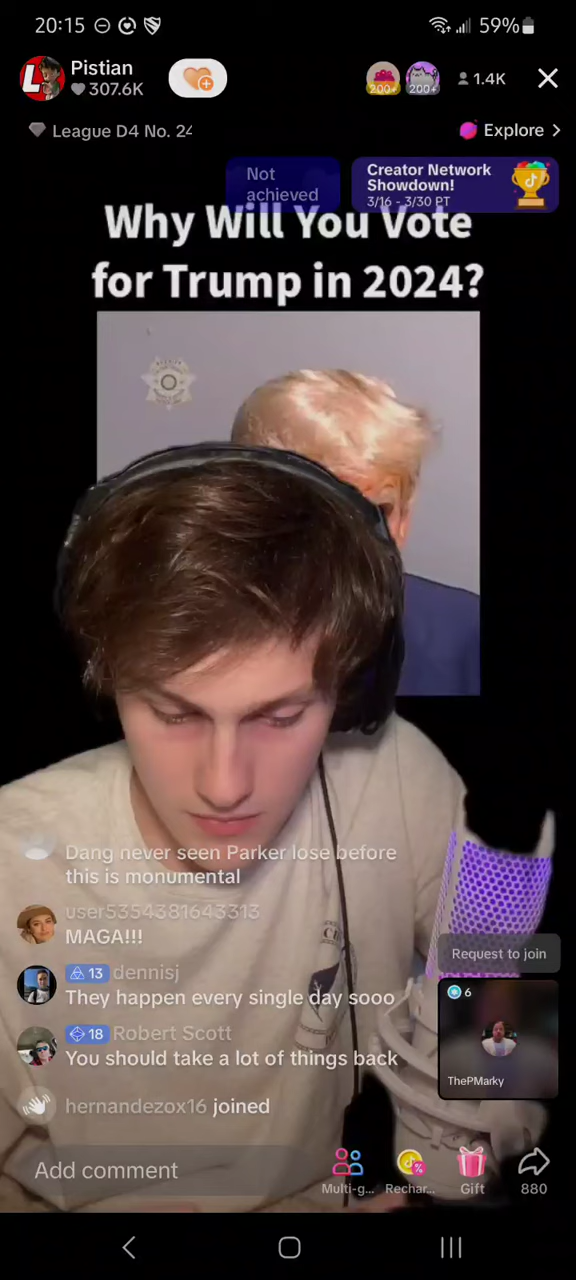 20:15
59%
Pistian
307.6K
200+
200+
1.4K
League D4 No. 24
Explore >
Not
achieved
Creator Network
Showdown!
3/16 - 3/30 PT
Why Will You Vote
for Trump in 2024?
Dang never seen Parker lose before
this is monumental
user5354381643313
MAGA!!!
13 dennisj
They happen every single day sooo
18 Robert Scott
You should take a lot of things back
hernandezox16 joined
Request to join
6
ThePMarky
Add comment
Multi-g...
Rechar...
Gift
880